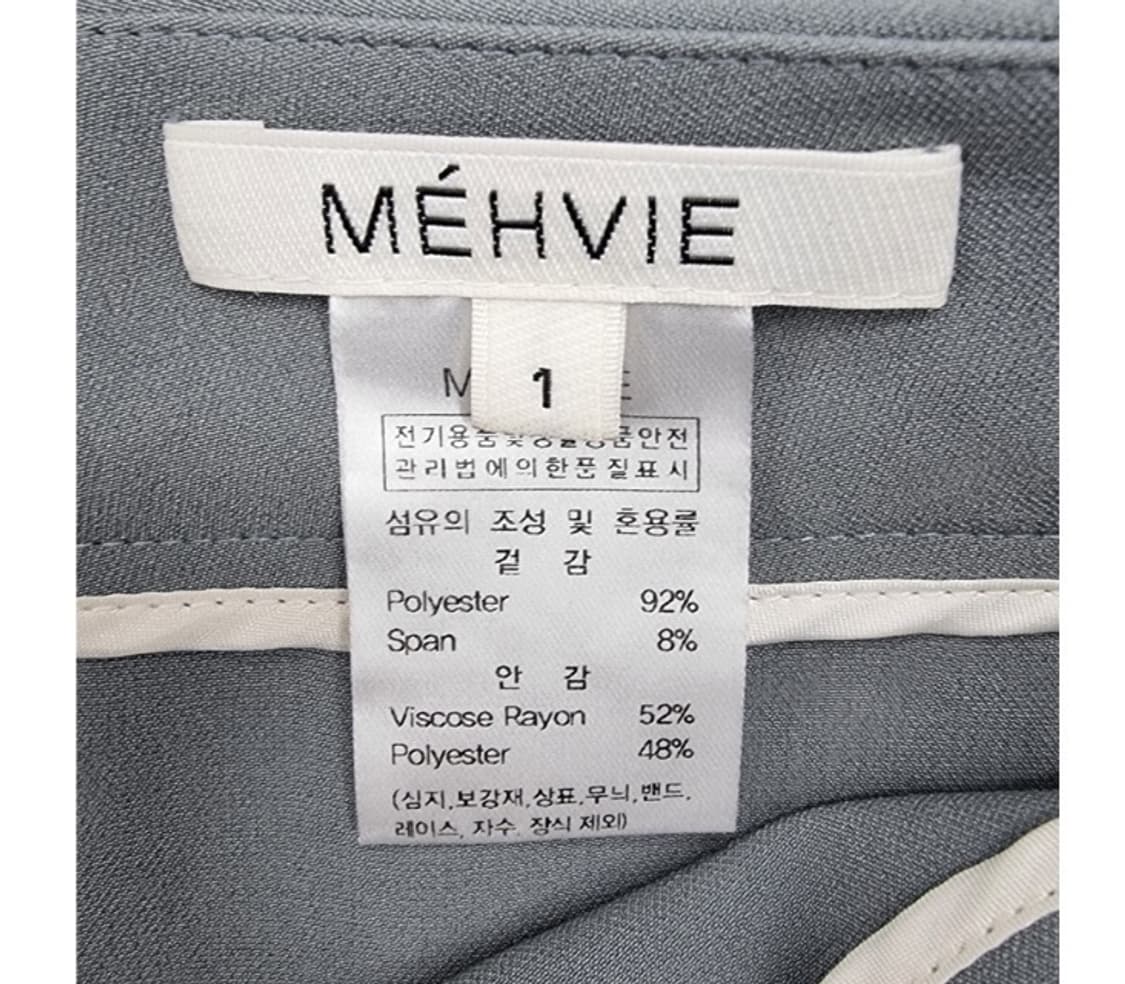 MÉHVIE
1
전기용품및생활용품안전
관리법에의한품질표시
섬유의 조성 및 혼용률
겉 감
Polyester 92%
Span 8%
안 감
Viscose Rayon 52%
Polyester 48%
(심지,보강재,상표,무늬,밴드,
레이스, 자수, 장식 제외)